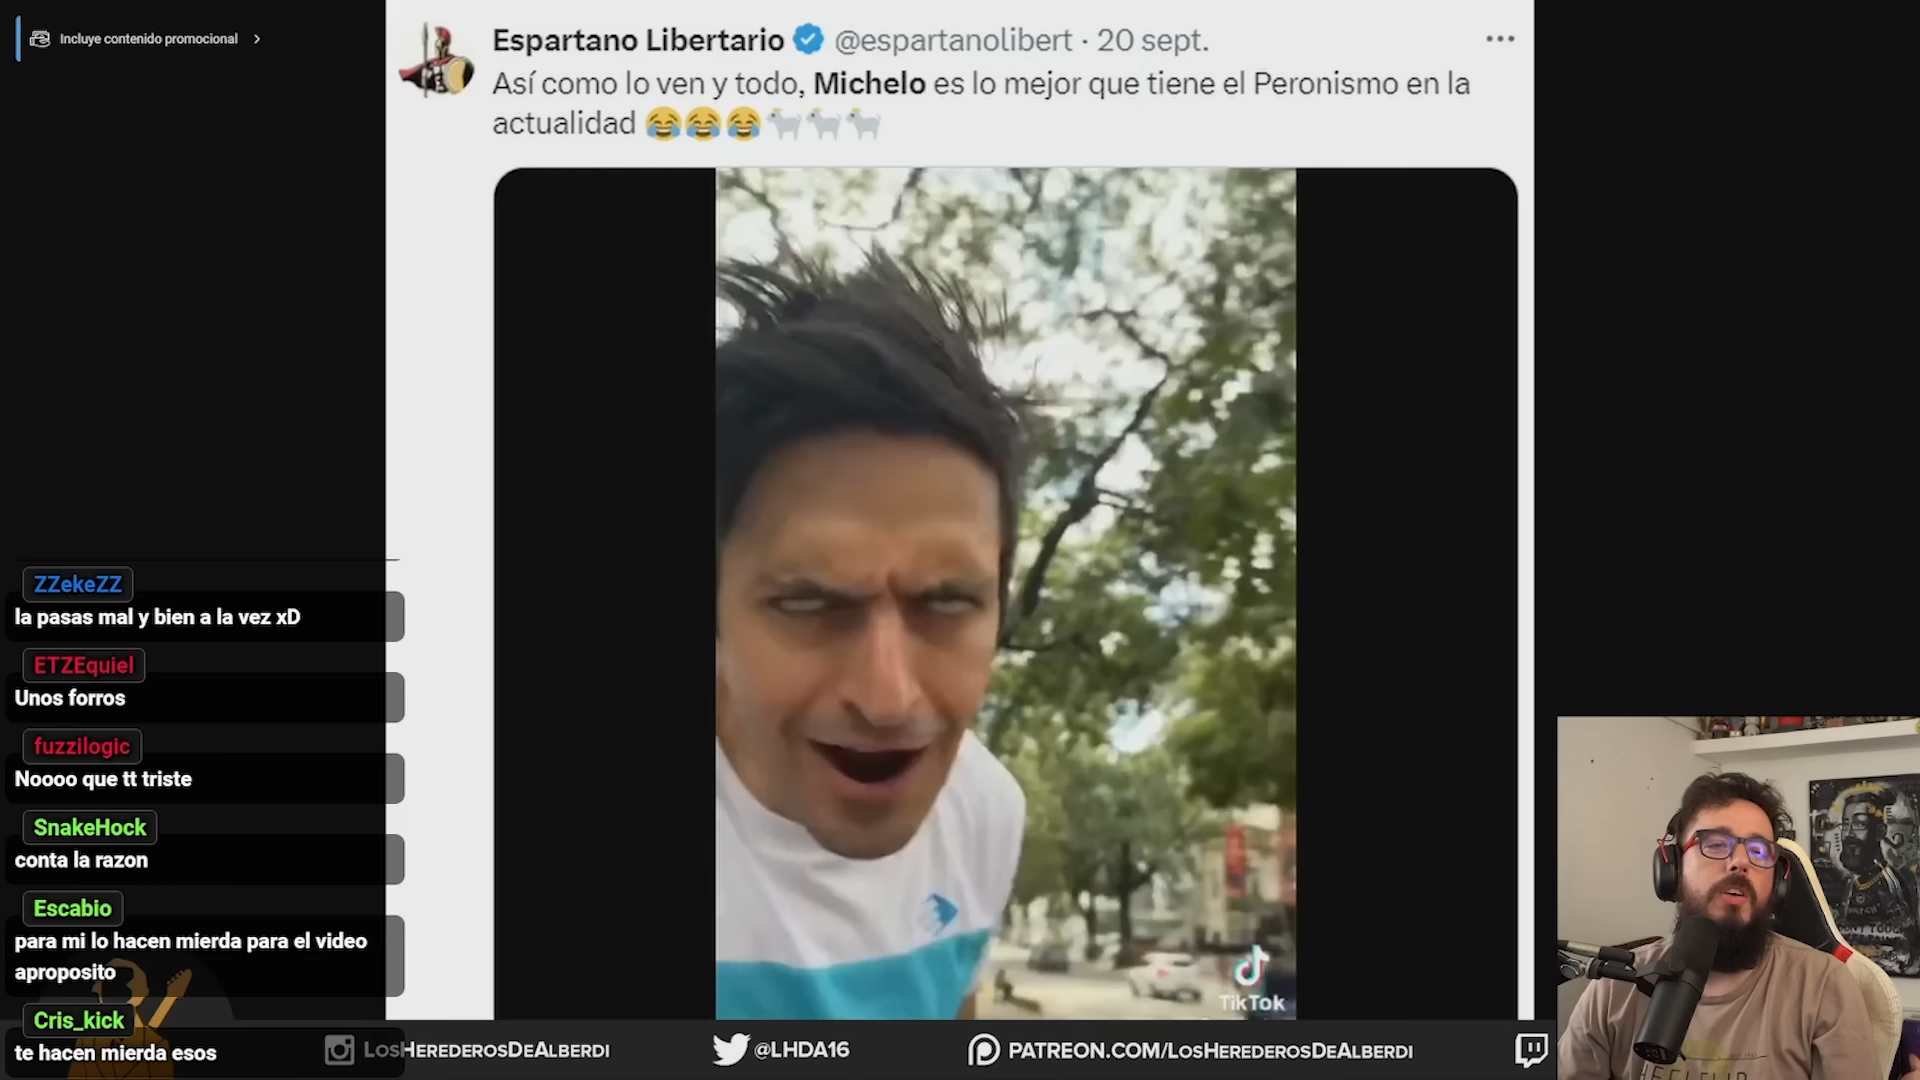 Incluye contenido promocional
Espartano Libertario @espartanolibert · 20 sept.
Así como lo ven y todo, Michelo es lo mejor que tiene el Peronismo en la
actualidad 😂😂😂🐐🐐🐐
TikTok
ZZekeZZ
la pasas mal y bien a la vez xD
ETZEquiel
Unos forros
fuzzilogic
Noooo que tt triste
SnakeHock
conta la razon
Escabio
para mi lo hacen mierda para el video
aproposito
Cris_kick
te hacen mierda esos
LosHerederosDeAlberdi
@LHDA16
PATREON.COM/LosHerederosDeAlberdi